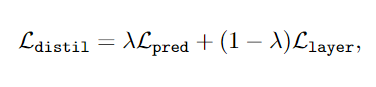 ℒ_distil = λℒ_pred + (1 − λ)ℒ_layer,